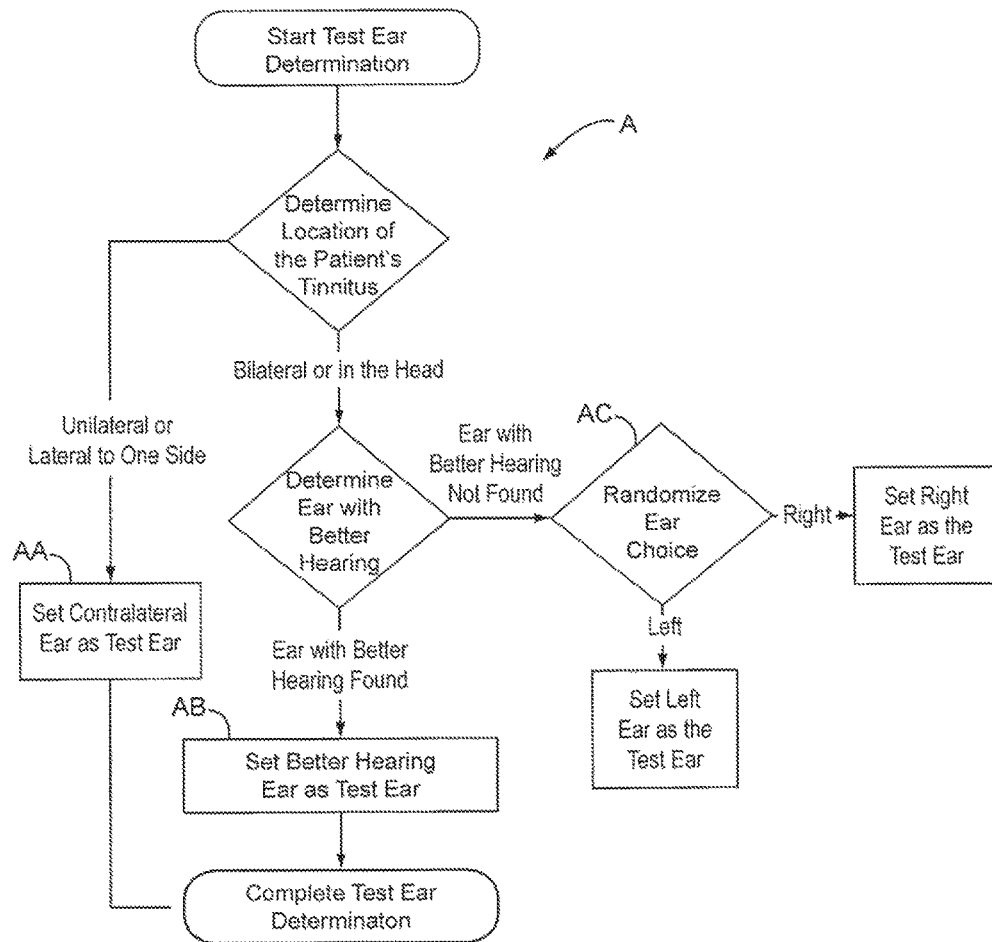 Start Test Ear
Determination
A
Determine
Location of
the Patient's
Tinnitus
Bilateral or in the Head
Unilateral or
Lateral to One Side
Determine
Ear with
Better
Hearing
Ear with
Better Hearing
Not Found
AC
Randomize
Ear
Choice
Right
Set Right
Ear as the
Test Ear
Left
Set Left
Ear as the
Test Ear
AA
Set Contralateral
Ear as Test Ear
Ear with Better
Hearing Found
AB
Set Better Hearing
Ear as Test Ear
Complete Test Ear
Determinaton